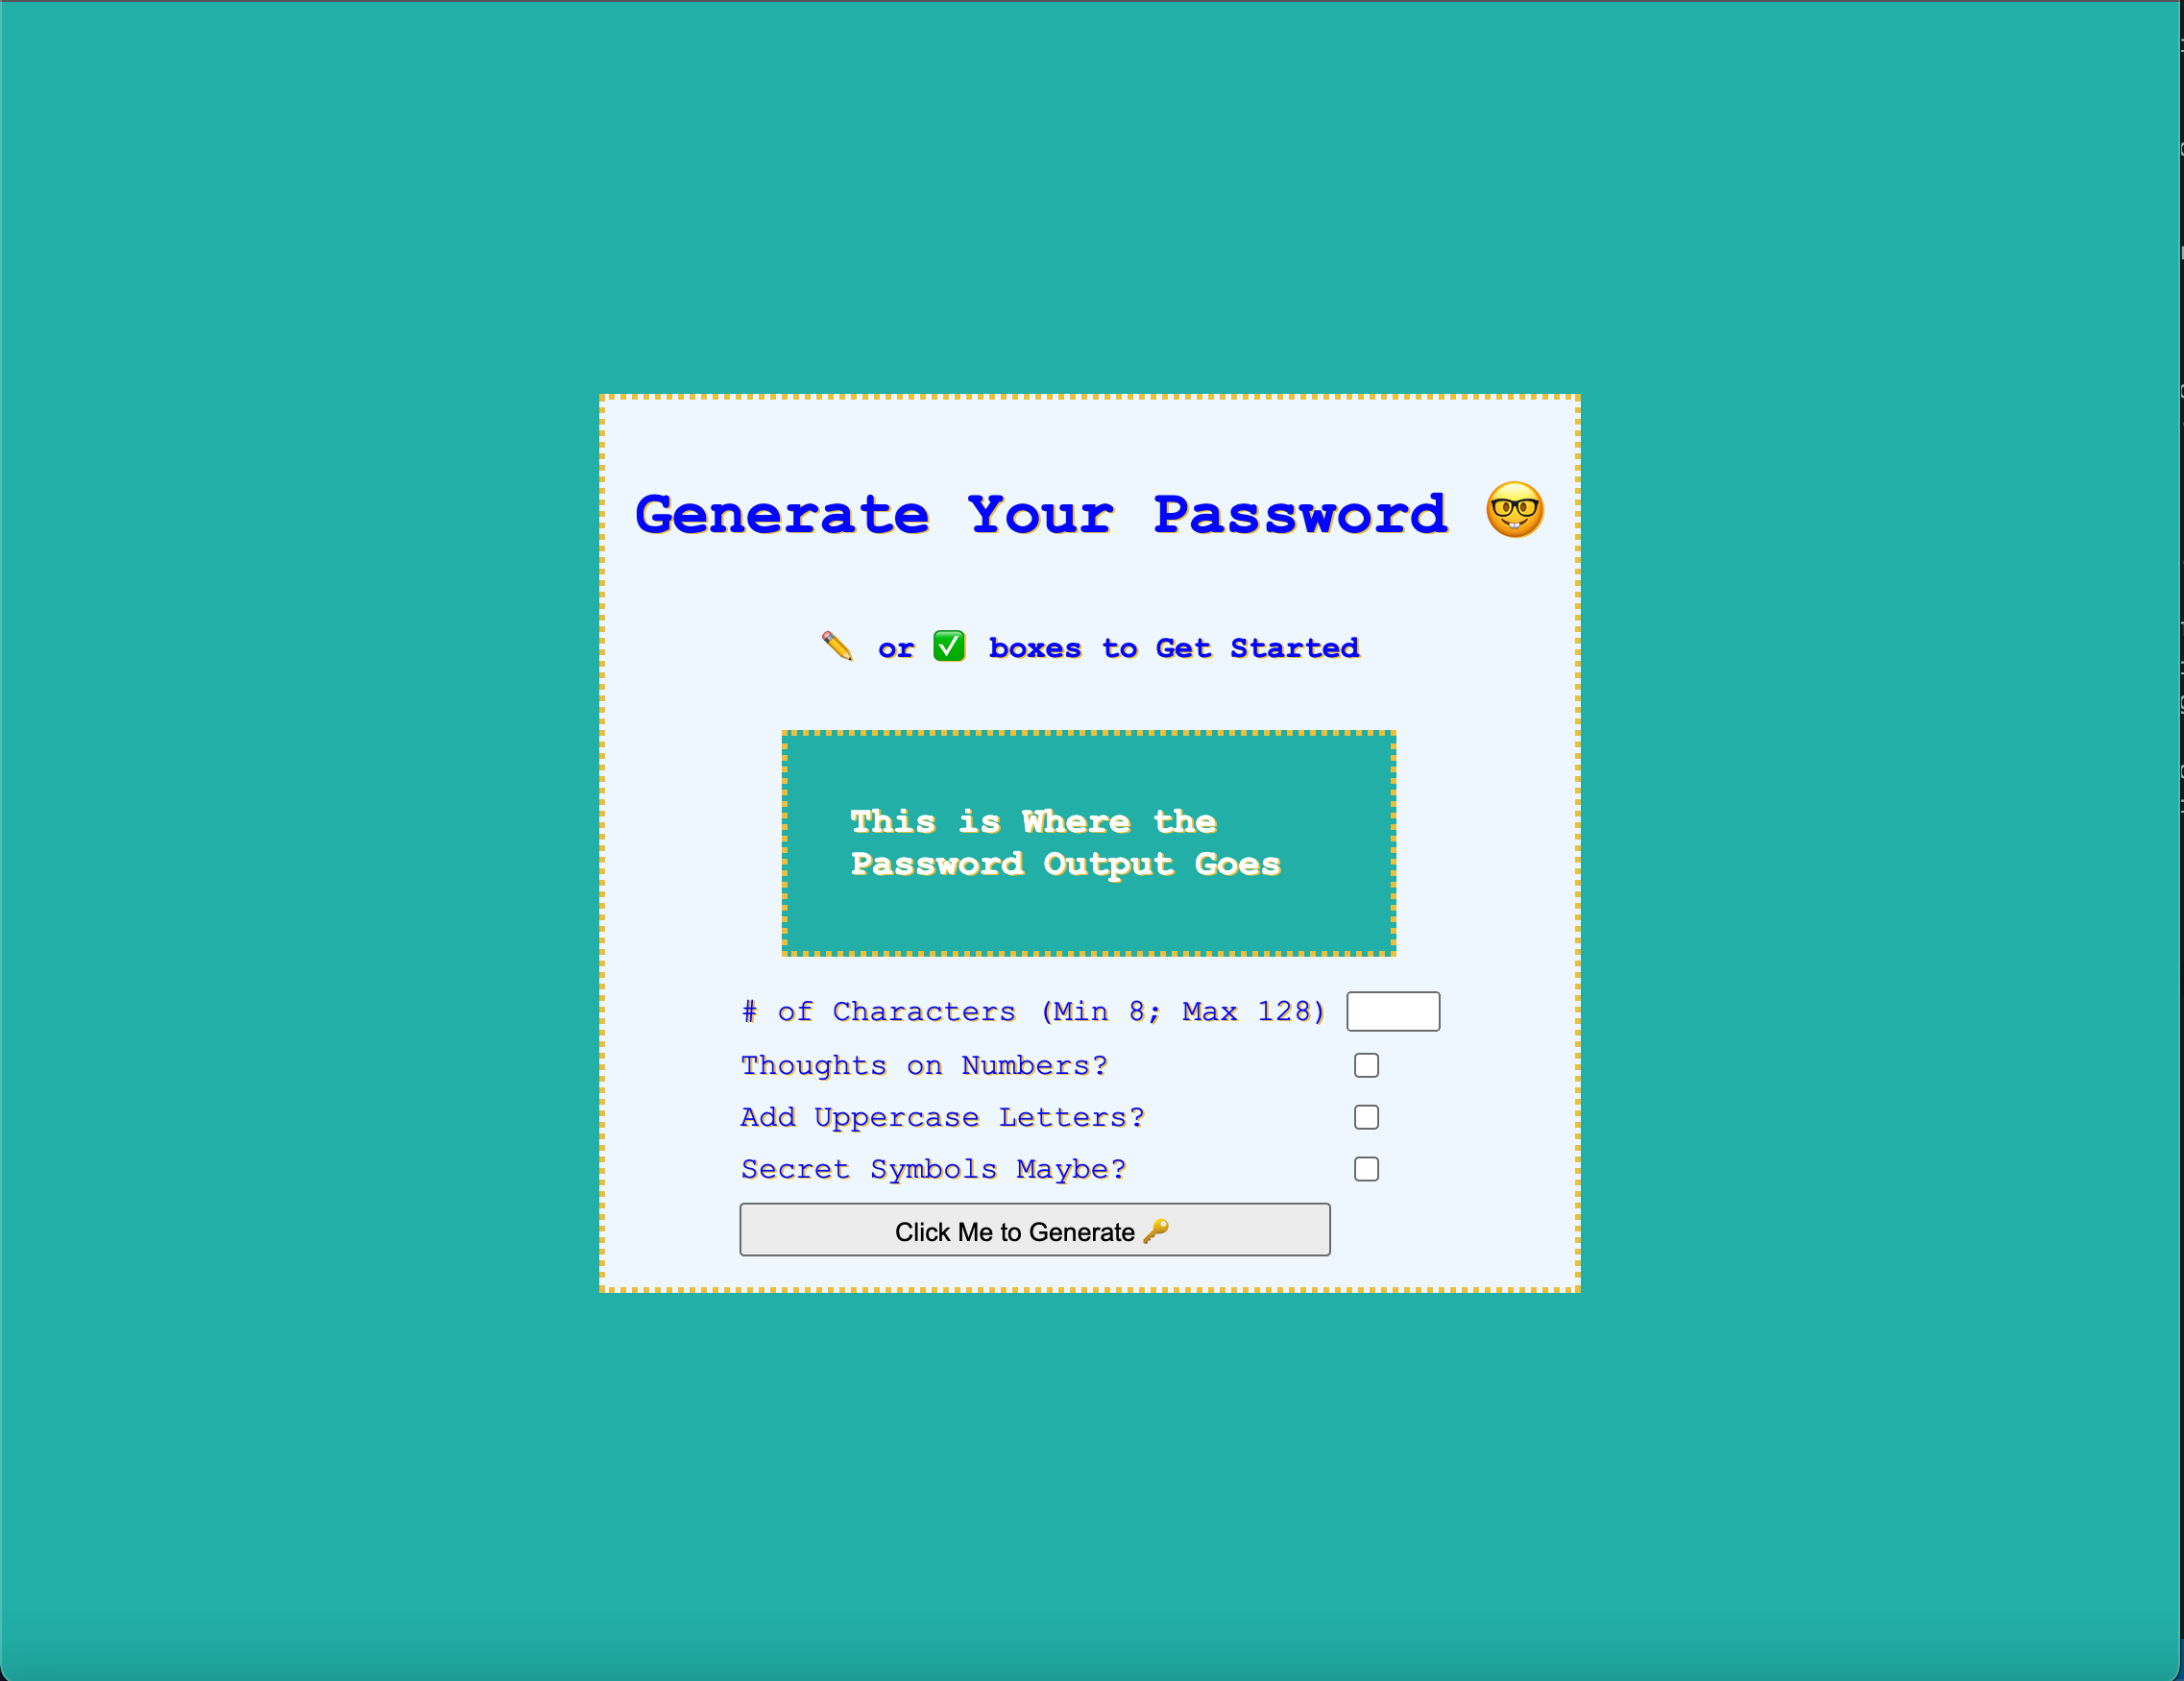 Generate Your Password 🤓
✏️ or ✅ boxes to Get Started
This is Where the
Password Output Goes
# of Characters (Min 8; Max 128)
Thoughts on Numbers?
Add Uppercase Letters?
Secret Symbols Maybe?
Click Me to Generate 🔑